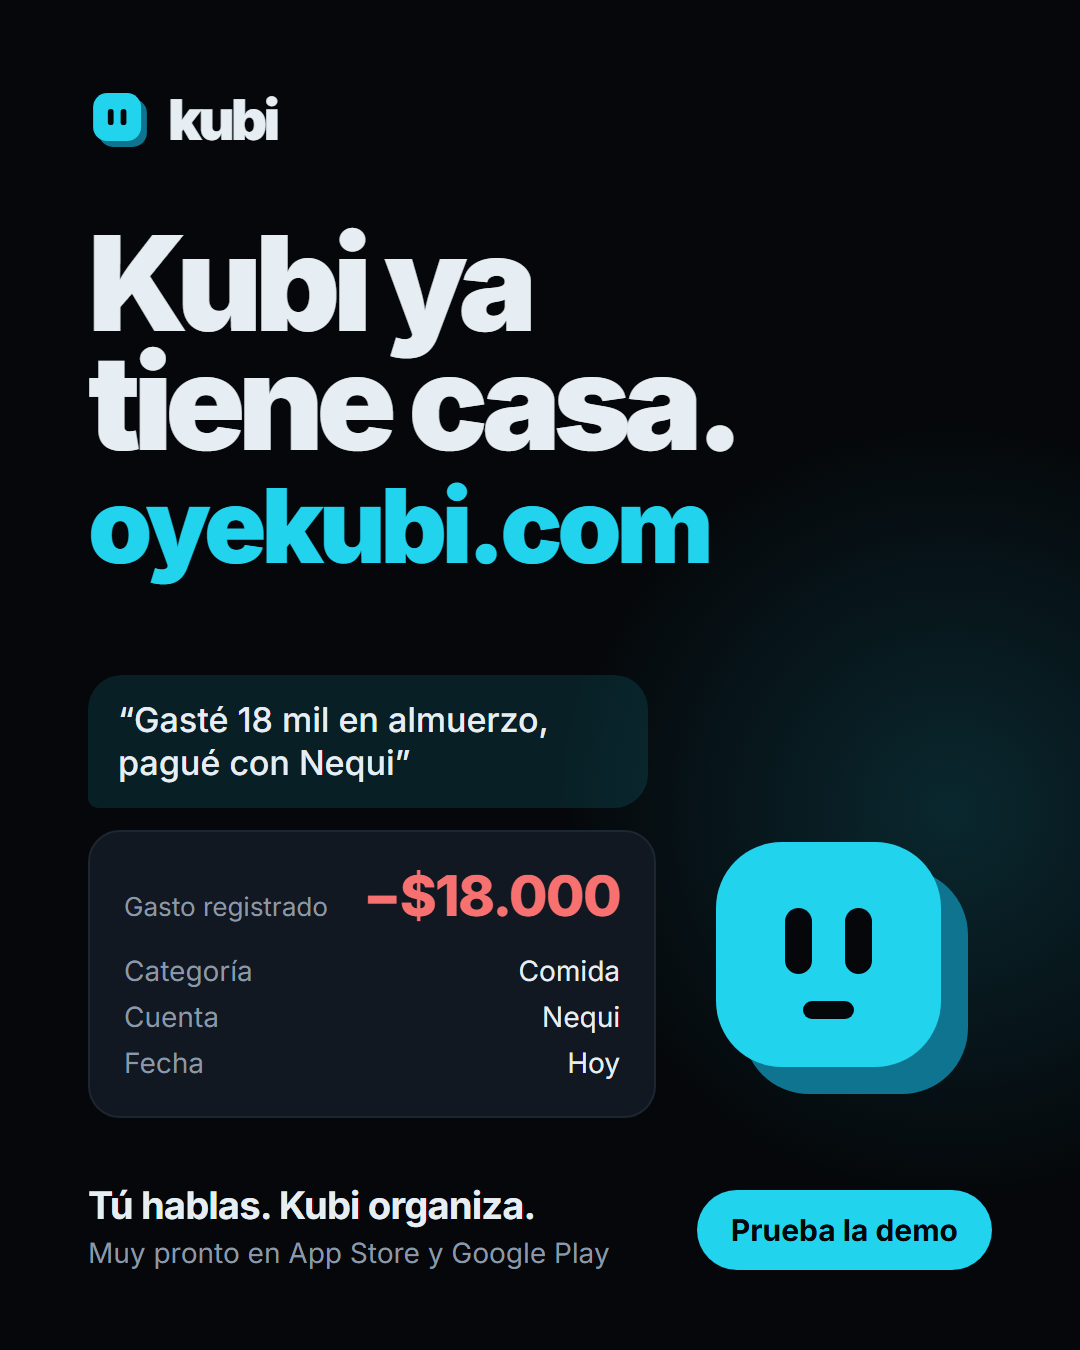 kubi
Kubi ya
tiene casa.
oyekubi.com
“Gasté 18 mil en almuerzo,
pagué con Nequi”
Gasto registrado –$18.000
Categoría Comida
Cuenta Nequi
Fecha Hoy
Tú hablas. Kubi organiza.
Muy pronto en App Store y Google Play
Prueba la demo